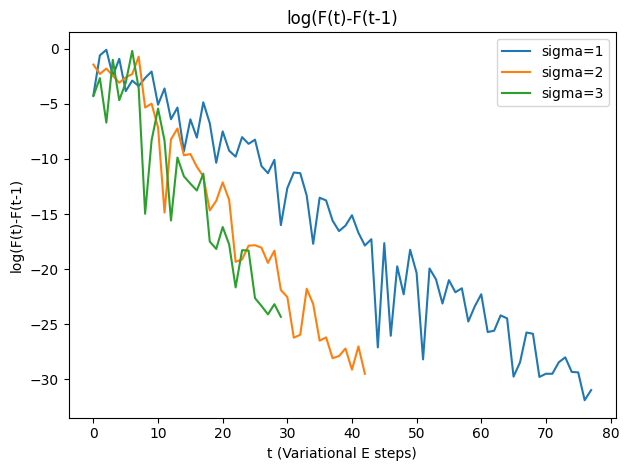 log(F(t)-F(t-1)
sigma=1
sigma=2
sigma=3
log(F(t)-F(t-1)
0
−5
−10
−15
−20
−25
−30
0 10 20 30 40 50 60 70 80
t (Variational E steps)